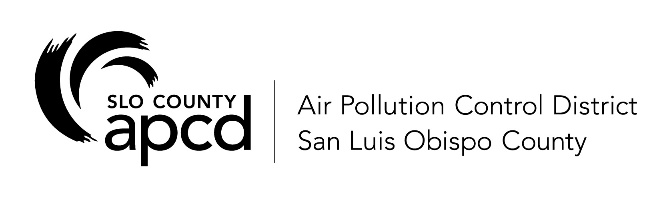 SLO COUNTY
apcd
Air Pollution Control District
San Luis Obispo County